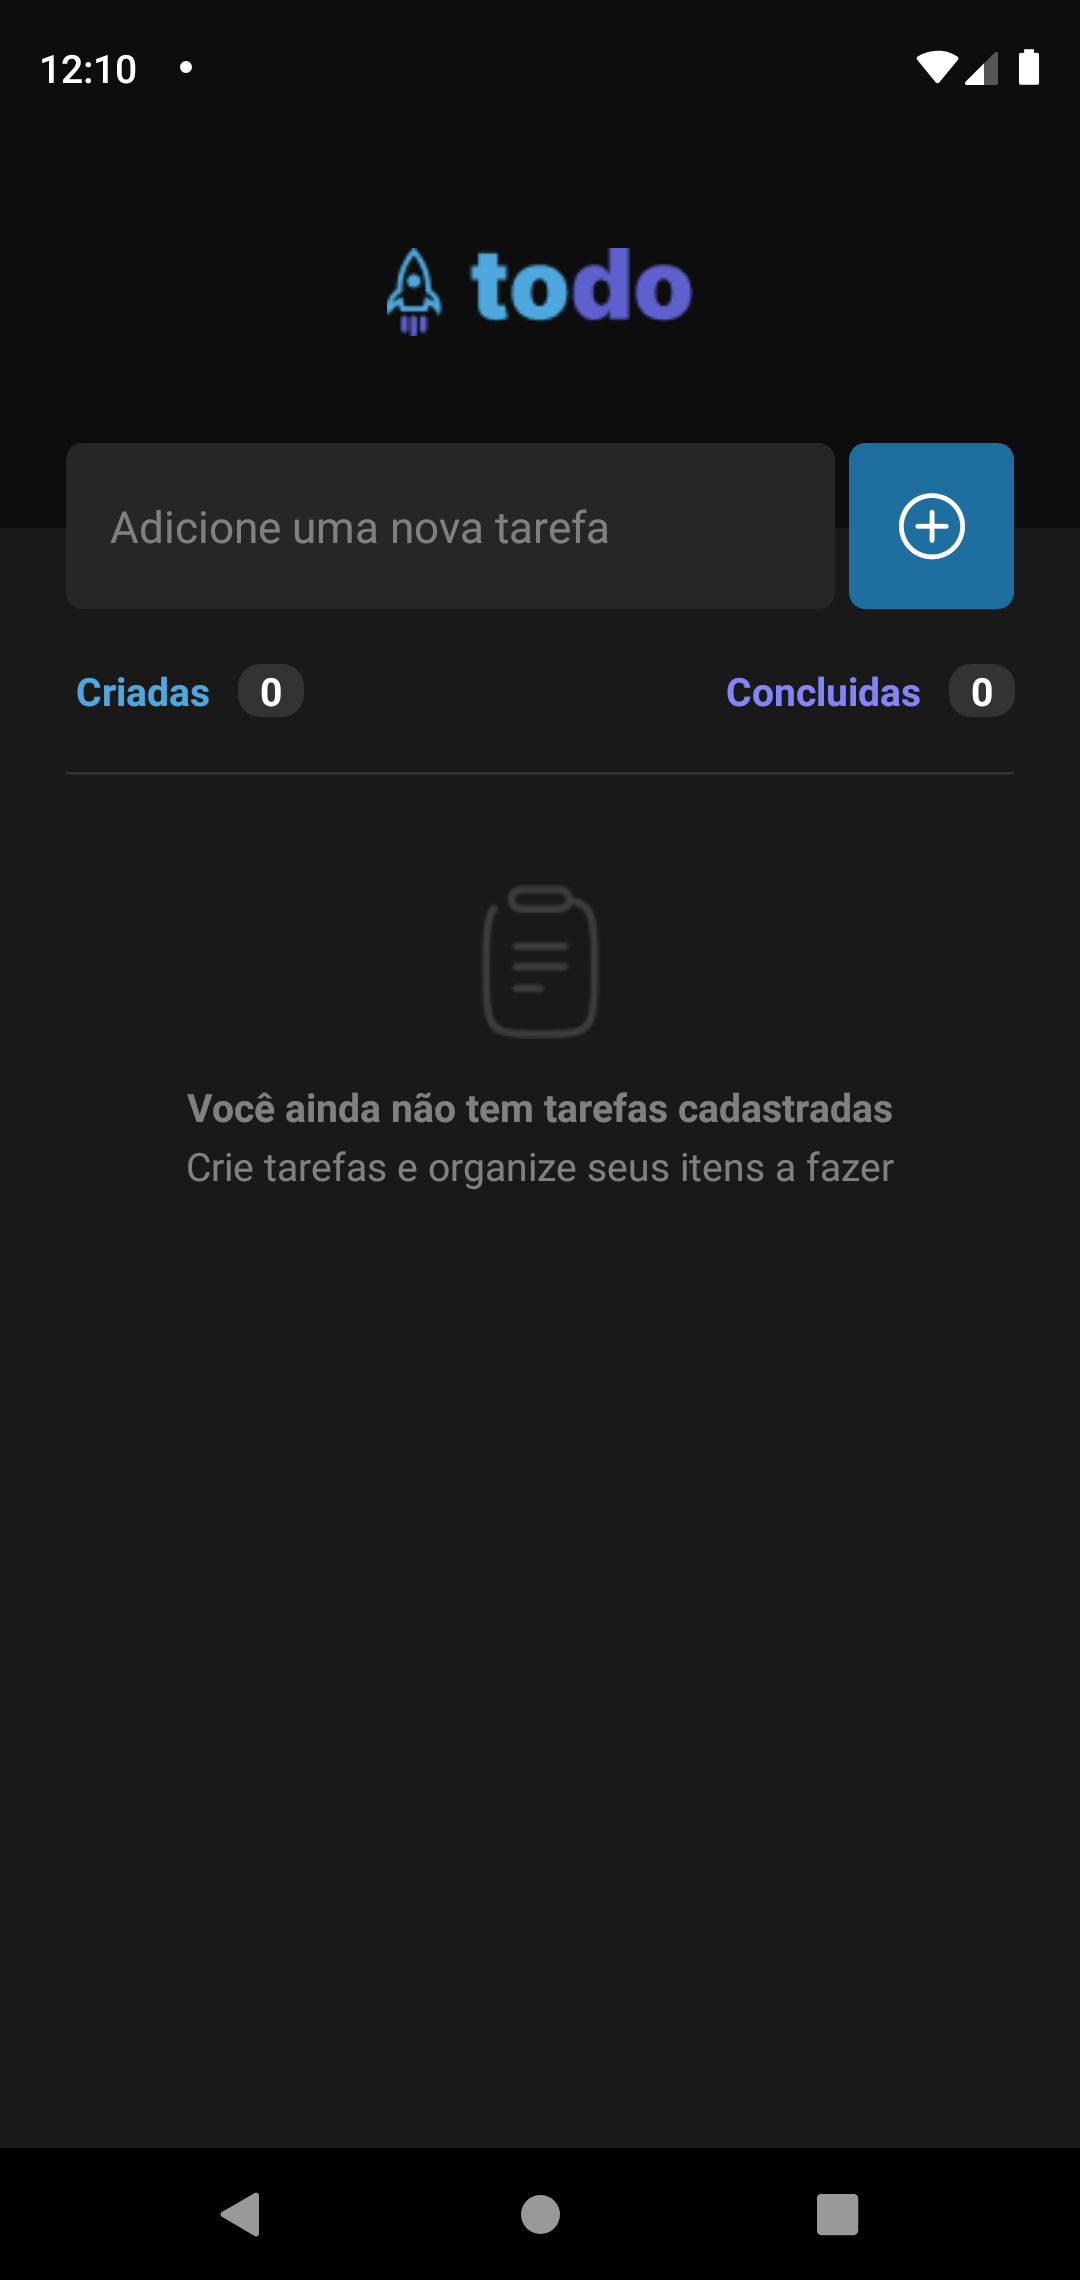 12:10
todo
Adicione uma nova tarefa
Criadas 0 Concluidas 0
Você ainda não tem tarefas cadastradas
Crie tarefas e organize seus itens a fazer